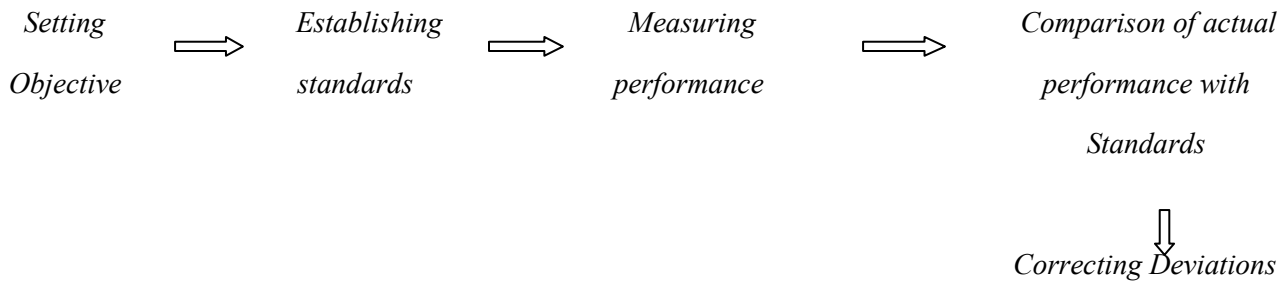 Setting
Objective
Establishing
standards
Measuring
performance
Comparison of actual
performance with
Standards
Correcting Deviations